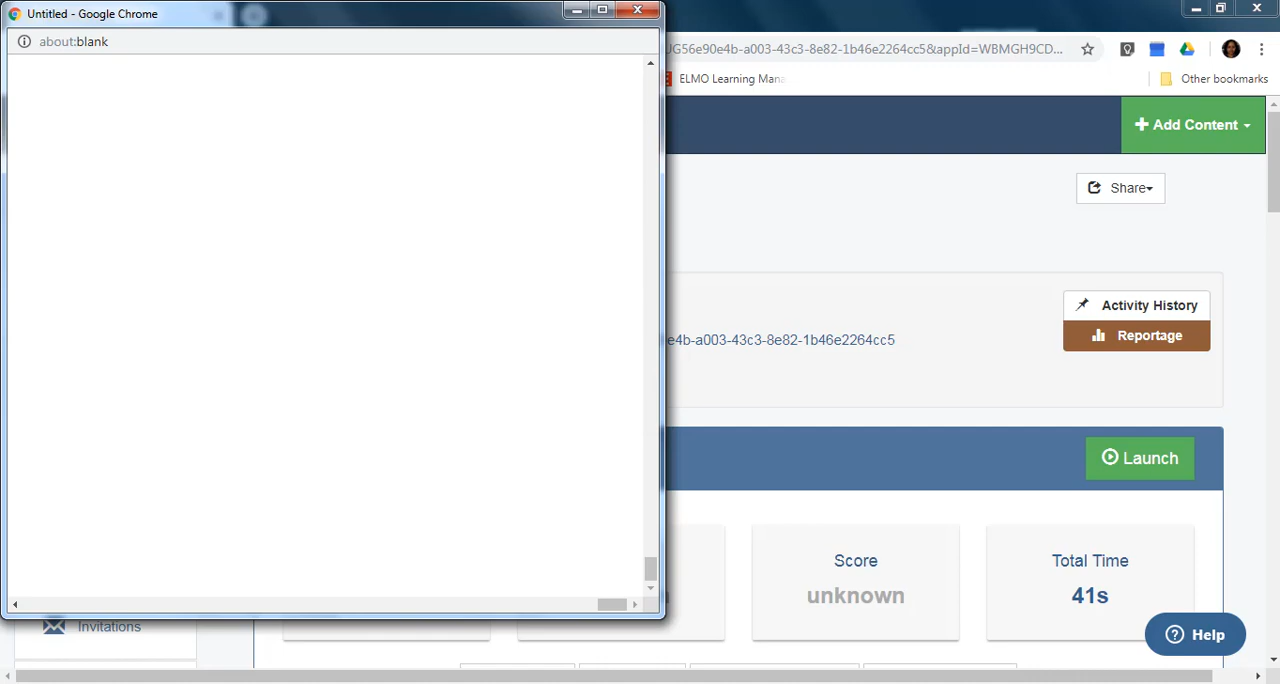 Untitled - Google Chrome
about:blank
JG56e90e4b-a003-43c3-8e82-1b46e2264cc5&appId=WBMGH9CD...
ELMO Learning Mana
Other bookmarks
Add Content
Share
Activity History
e4b-a003-43c3-8e82-1b46e2264cc5
Reportage
Launch
Score
Total Time
unknown
41s
Invitations
Help